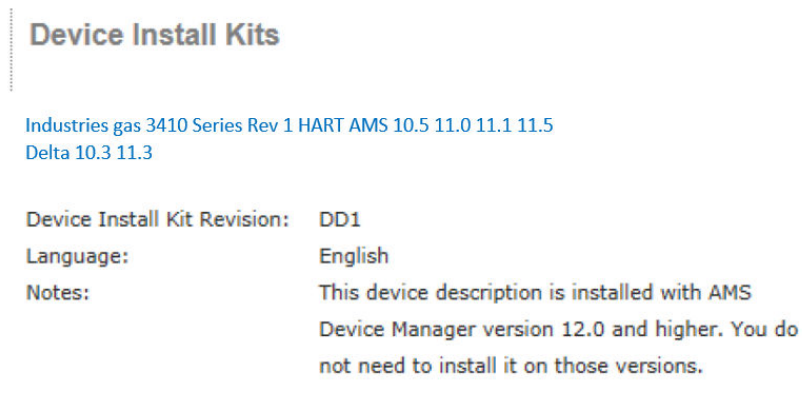 Device Install Kits
Industries gas 3410 Series Rev 1 HART AMS 10.5 11.0 11.1 11.5
Delta 10.3 11.3
Device Install Kit Revision: DD1
Language: English
Notes: This device description is installed with AMS
Device Manager version 12.0 and higher. You do
not need to install it on those versions.